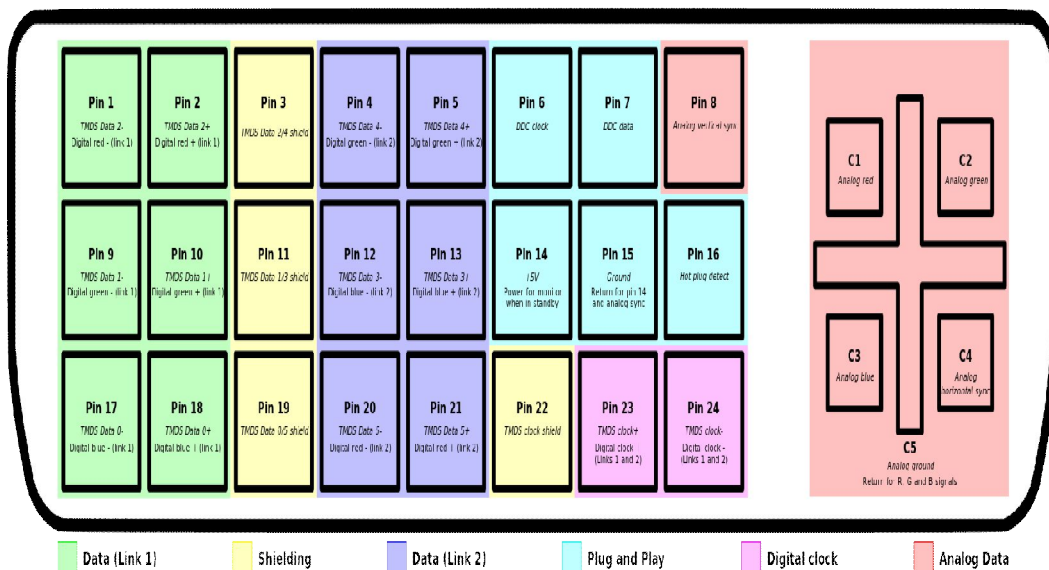 Pin 1
TMDS Data 2-
Digital red - (link 1)
Pin 2
TMDS Data 2+
Digital red + (link 1)
Pin 3
TMDS Data 2/4 shield
Pin 4
TMDS Data 4-
Digital green - (link 2)
Pin 5
TMDS Data 4+
Digital green + (link 2)
Pin 6
DDC clock
Pin 7
DDC data
Pin 8
Analog vertical sync
Pin 9
TMDS Data 1-
Digital green - (link 1)
Pin 10
TMDS Data 1+
Digital green + (link 1)
Pin 11
TMDS Data 1/3 shield
Pin 12
TMDS Data 3-
Digital blue - (link 2)
Pin 13
TMDS Data 3+
Digital blue + (link 2)
Pin 14
+5V
Power for monitor
when in standby
Pin 15
Ground
Return for pin 14
and analog sync
Pin 16
Hot plug detect
Pin 17
TMDS Data 0-
Digital blue - (link 1)
Pin 18
TMDS Data 0+
Digital blue + (link 1)
Pin 19
TMDS Data 0/5 shield
Pin 20
TMDS Data 5-
Digital red - (link 2)
Pin 21
TMDS Data 5+
Digital red + (link 2)
Pin 22
TMDS clock shield
Pin 23
TMDS clock+
Digital clock
(Links 1 and 2)
Pin 24
TMDS clock-
Digital clock -
(Links 1 and 2)
C1
Analog red
C2
Analog green
C3
Analog blue
C4
Analog
horizontal sync
C5
Analog ground
Return for R, G and B signals
Data (Link 1)
Shielding
Data (Link 2)
Plug and Play
Digital clock
Analog Data